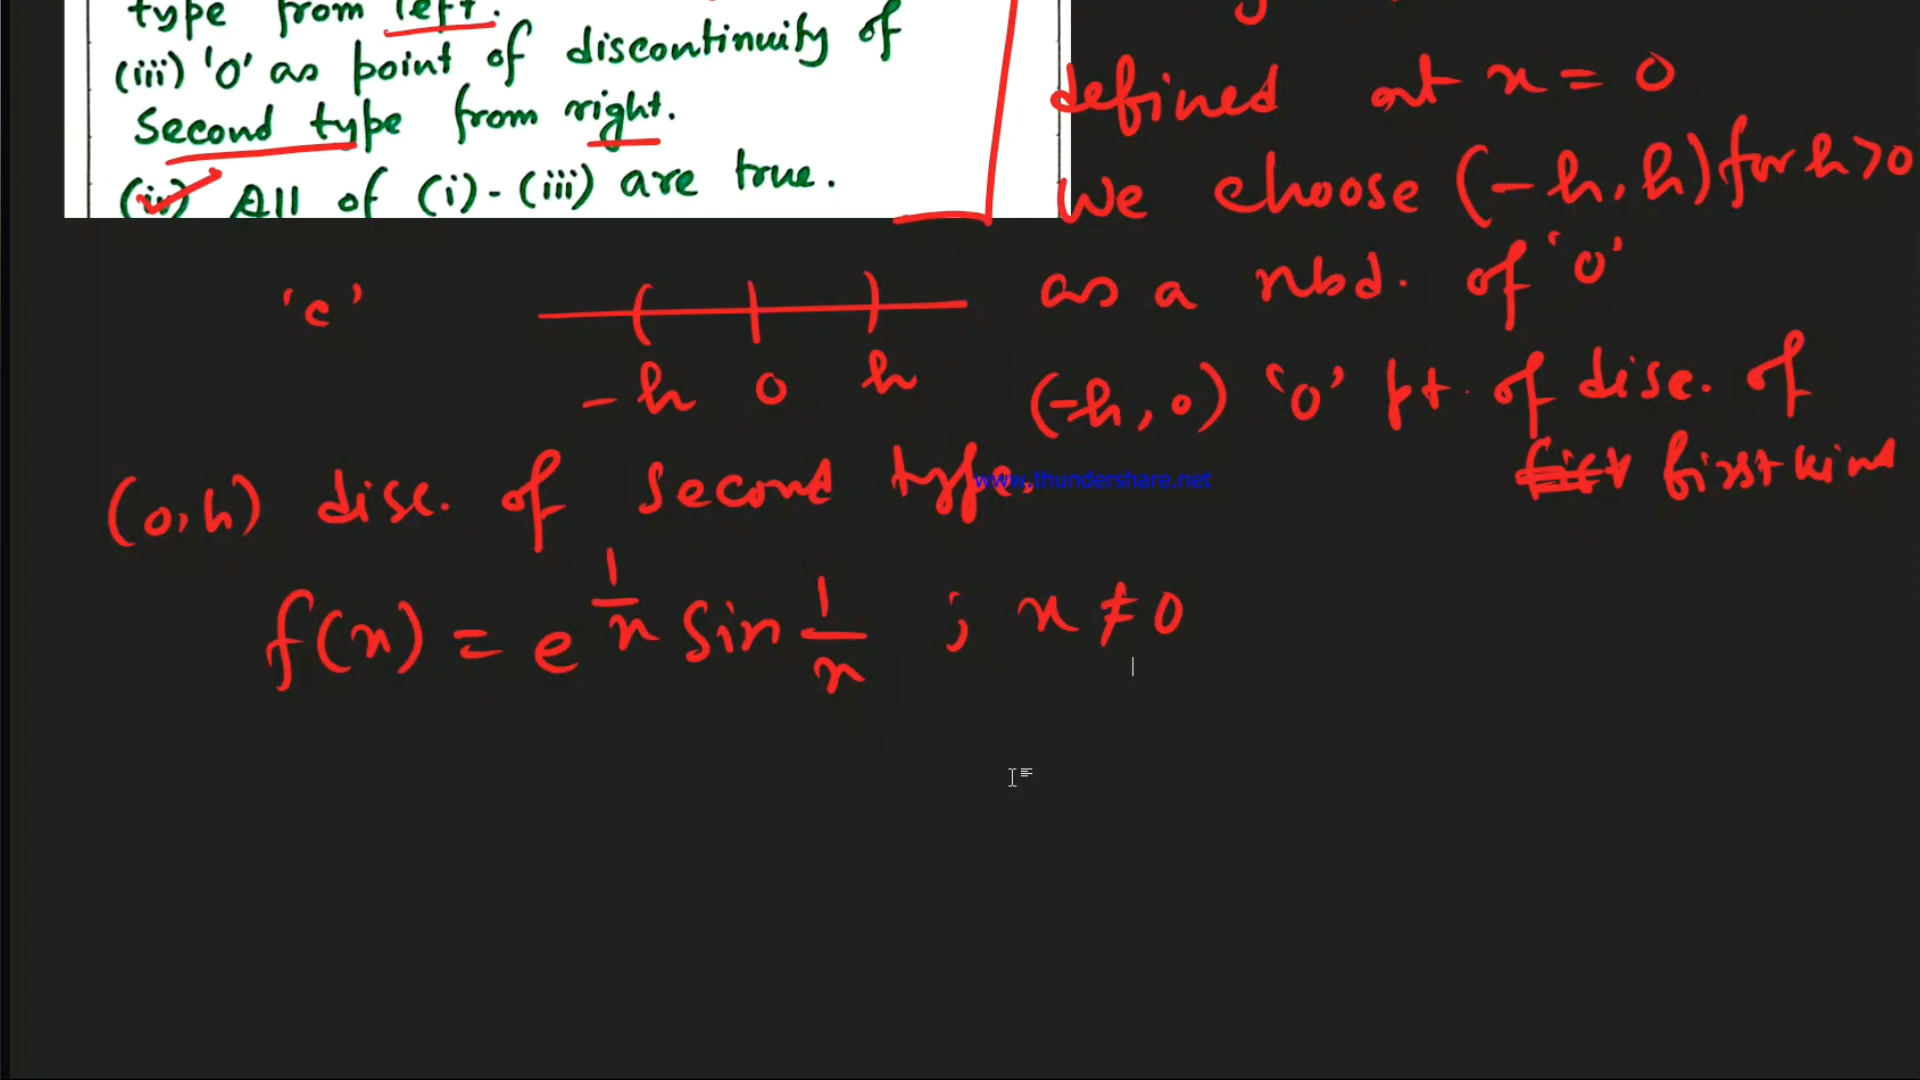 type from left.
(iii) '0' as point of discontinuity of
second type from right.
(iv) All of (i)-(iii) are true.
defined at x = 0
We choose (-h, h) for h>0
as a nbd. of '0'
'c'
-h 0 h
(-h, 0) '0' pt. of disc. of
first kind
(0, h) disc. of second type.
www.thundershare.net
f(x) = e^{1/x} sin 1/x ; x ≠ 0